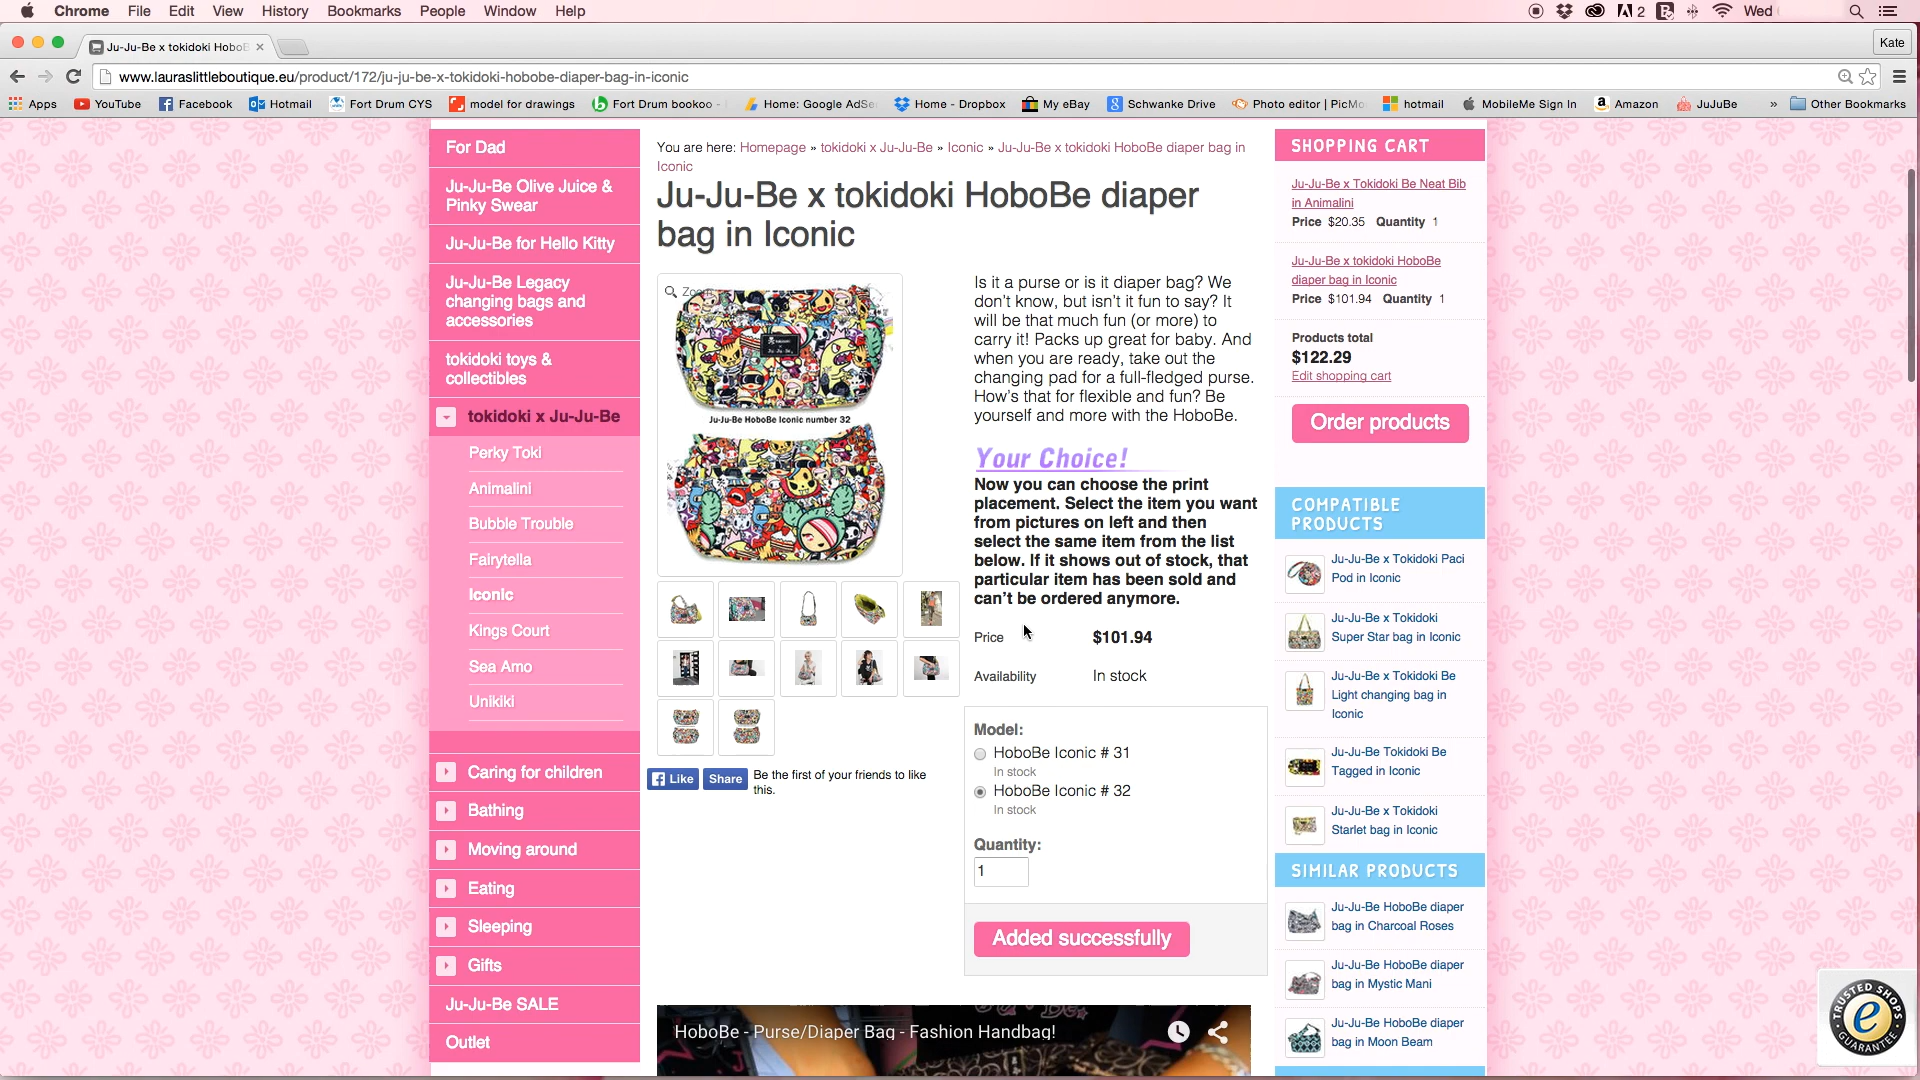 Chrome File Edit View History Bookmarks People Window Help
2 Wed
Ju-Ju-Be x tokidoki HoboE
Kate
www.lauraslittleboutique.eu/product/172/ju-ju-be-x-tokidoki-hobobe-diaper-bag-in-iconic
Apps YouTube Facebook Hotmail Fort Drum CYS model for drawings Fort Drum bookoo - Home: Google AdSe Home - Dropbox My eBay Schwanke Drive Photo editor | PicMo hotmail MobileMe Sign In Amazon JuJuBe » Other Bookmarks
For Dad
Ju-Ju-Be Olive Juice &
Pinky Swear
Ju-Ju-Be for Hello Kitty
Ju-Ju-Be Legacy
changing bags and
accessories
tokidoki toys &
collectibles
tokidoki x Ju-Ju-Be
Perky Toki
Animalini
Bubble Trouble
Fairytella
Iconic
Kings Court
Sea Amo
Unikiki
Caring for children
Bathing
Moving around
Eating
Sleeping
Gifts
Ju-Ju-Be SALE
Outlet
You are here: Homepage » tokidoki x Ju-Ju-Be » Iconic » Ju-Ju-Be x tokidoki HoboBe diaper bag in
Iconic
Ju-Ju-Be x tokidoki HoboBe diaper
bag in Iconic
Ju-Ju-Be HoboBe Iconic number 32
Like Share Be the first of your friends to like
this.
Is it a purse or is it diaper bag? We
don't know, but isn't it fun to say? It
will be that much fun (or more) to
carry it! Packs up great for baby. And
when you are ready, take out the
changing pad for a full-fledged purse.
How's that for flexible and fun? Be
yourself and more with the HoboBe.
Your Choice!
Now you can choose the print
placement. Select the item you want
from pictures on left and then
select the same item from the list
below. If it shows out of stock, that
particular item has been sold and
can't be ordered anymore.
Price $101.94
Availability In stock
Model:
HoboBe Iconic # 31
In stock
HoboBe Iconic # 32
In stock
Quantity:
1
Added successfully
HoboBe - Purse/Diaper Bag - Fashion Handbag!
SHOPPING CART
Ju-Ju-Be x Tokidoki Be Neat Bib
in Animalini
Price $20.35 Quantity 1
Ju-Ju-Be x tokidoki HoboBe
diaper bag in Iconic
Price $101.94 Quantity 1
Products total
$122.29
Edit shopping cart
Order products
COMPATIBLE
PRODUCTS
Ju-Ju-Be x Tokidoki Paci
Pod in Iconic
Ju-Ju-Be x Tokidoki
Super Star bag in Iconic
Ju-Ju-Be x Tokidoki Be
Light changing bag in
Iconic
Ju-Ju-Be Tokidoki Be
Tagged in Iconic
Ju-Ju-Be x Tokidoki
Starlet bag in Iconic
SIMILAR PRODUCTS
Ju-Ju-Be HoboBe diaper
bag in Charcoal Roses
Ju-Ju-Be HoboBe diaper
bag in Mystic Mani
Ju-Ju-Be HoboBe diaper
bag in Moon Beam
TRUSTED SHOPS
e
GUARANTEE